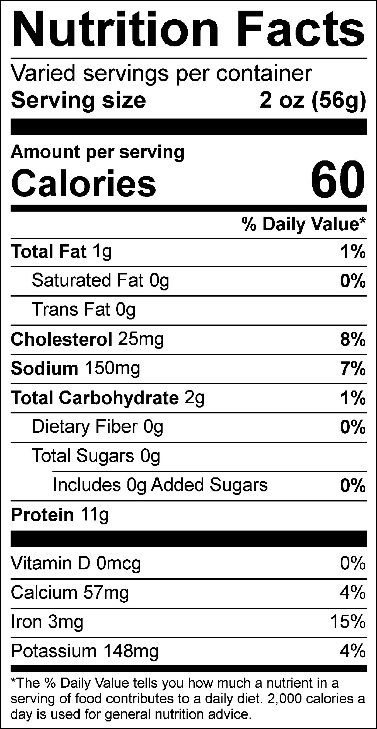 Nutrition Facts
Varied servings per container
Serving size 2 oz (56g)
Amount per serving
Calories 60
% Daily Value*
Total Fat 1g 1%
Saturated Fat 0g 0%
Trans Fat 0g
Cholesterol 25mg 8%
Sodium 150mg 7%
Total Carbohydrate 2g 1%
Dietary Fiber 0g 0%
Total Sugars 0g
Includes 0g Added Sugars 0%
Protein 11g
Vitamin D 0mcg 0%
Calcium 57mg 4%
Iron 3mg 15%
Potassium 148mg 4%
*The % Daily Value tells you how much a nutrient in a
serving of food contributes to a daily diet. 2,000 calories a
day is used for general nutrition advice.